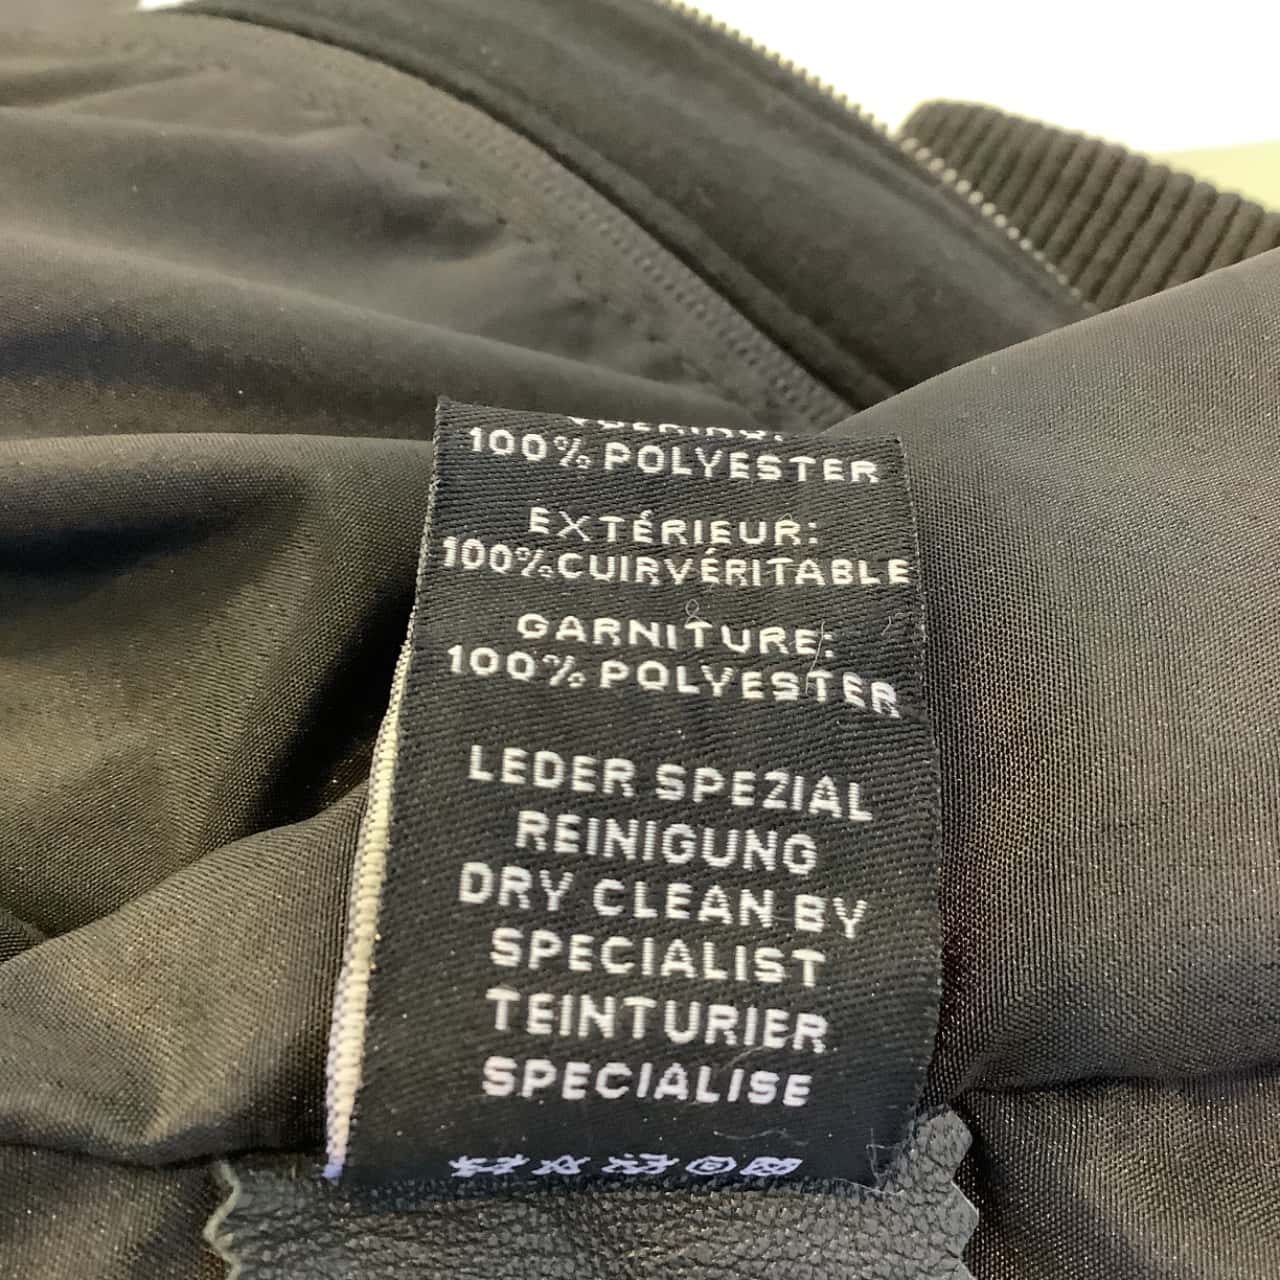 100% POLYESTER
EXTÉRIEUR:
100%CUIRVÉRITABLE
GARNITURE:
100% POLYESTER
LEDER SPEZIAL
REINIGUNG
DRY CLEAN BY
SPECIALIST
TEINTURIER
SPECIALISE